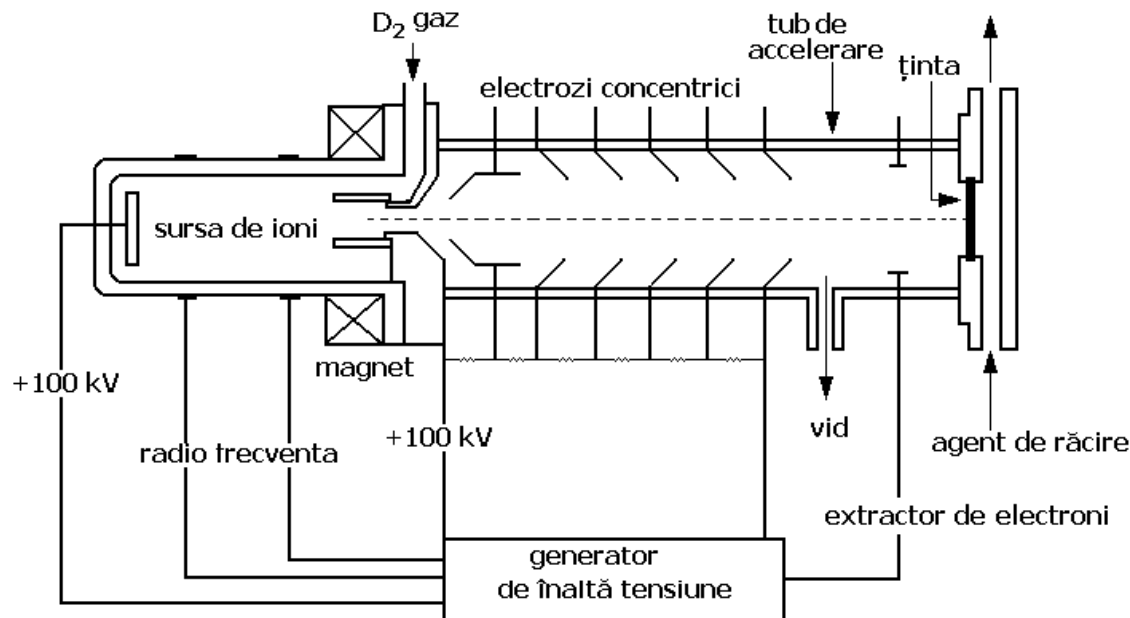 D2 gaz
tub de
accelerare
ținta
electrozi concentrici
sursa de ioni
magnet
+100 kV
+100 kV
radio frecventa
vid
agent de răcire
extractor de electroni
generator
de înaltă tensiune